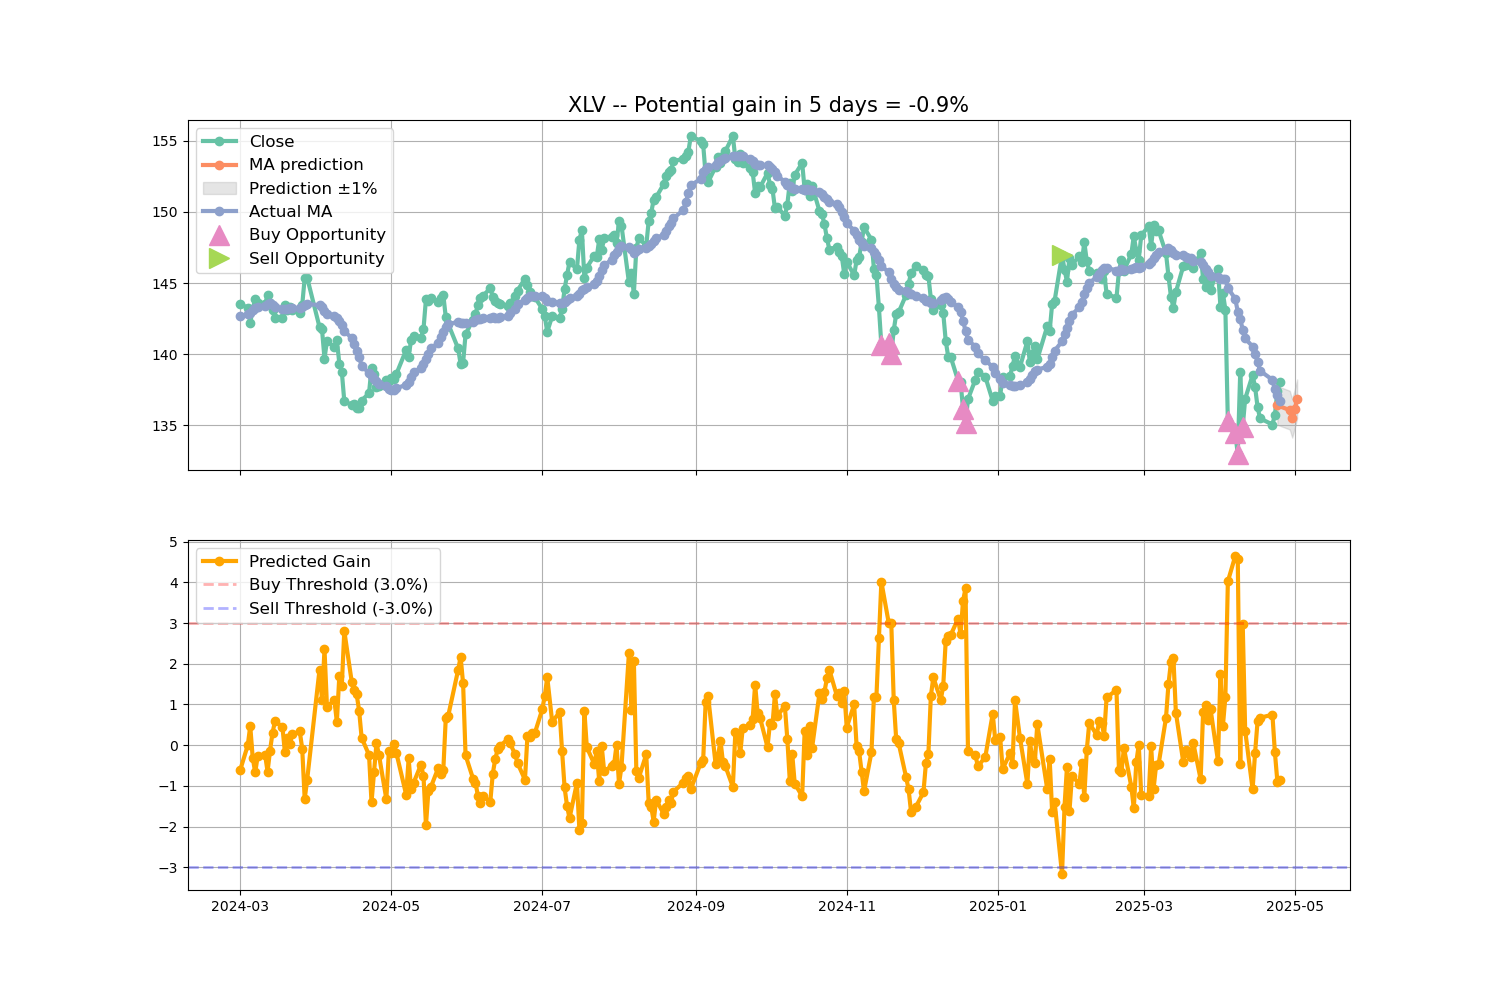 XLV -- Potential gain in 5 days = -0.9%
Close
MA prediction
Prediction ±1%
Actual MA
Buy Opportunity
Sell Opportunity
155
150
145
140
135
Predicted Gain
Buy Threshold (3.0%)
Sell Threshold (-3.0%)
5
4
3
2
1
0
−1
−2
−3
2024-03 2024-05 2024-07 2024-09 2024-11 2025-01 2025-03 2025-05